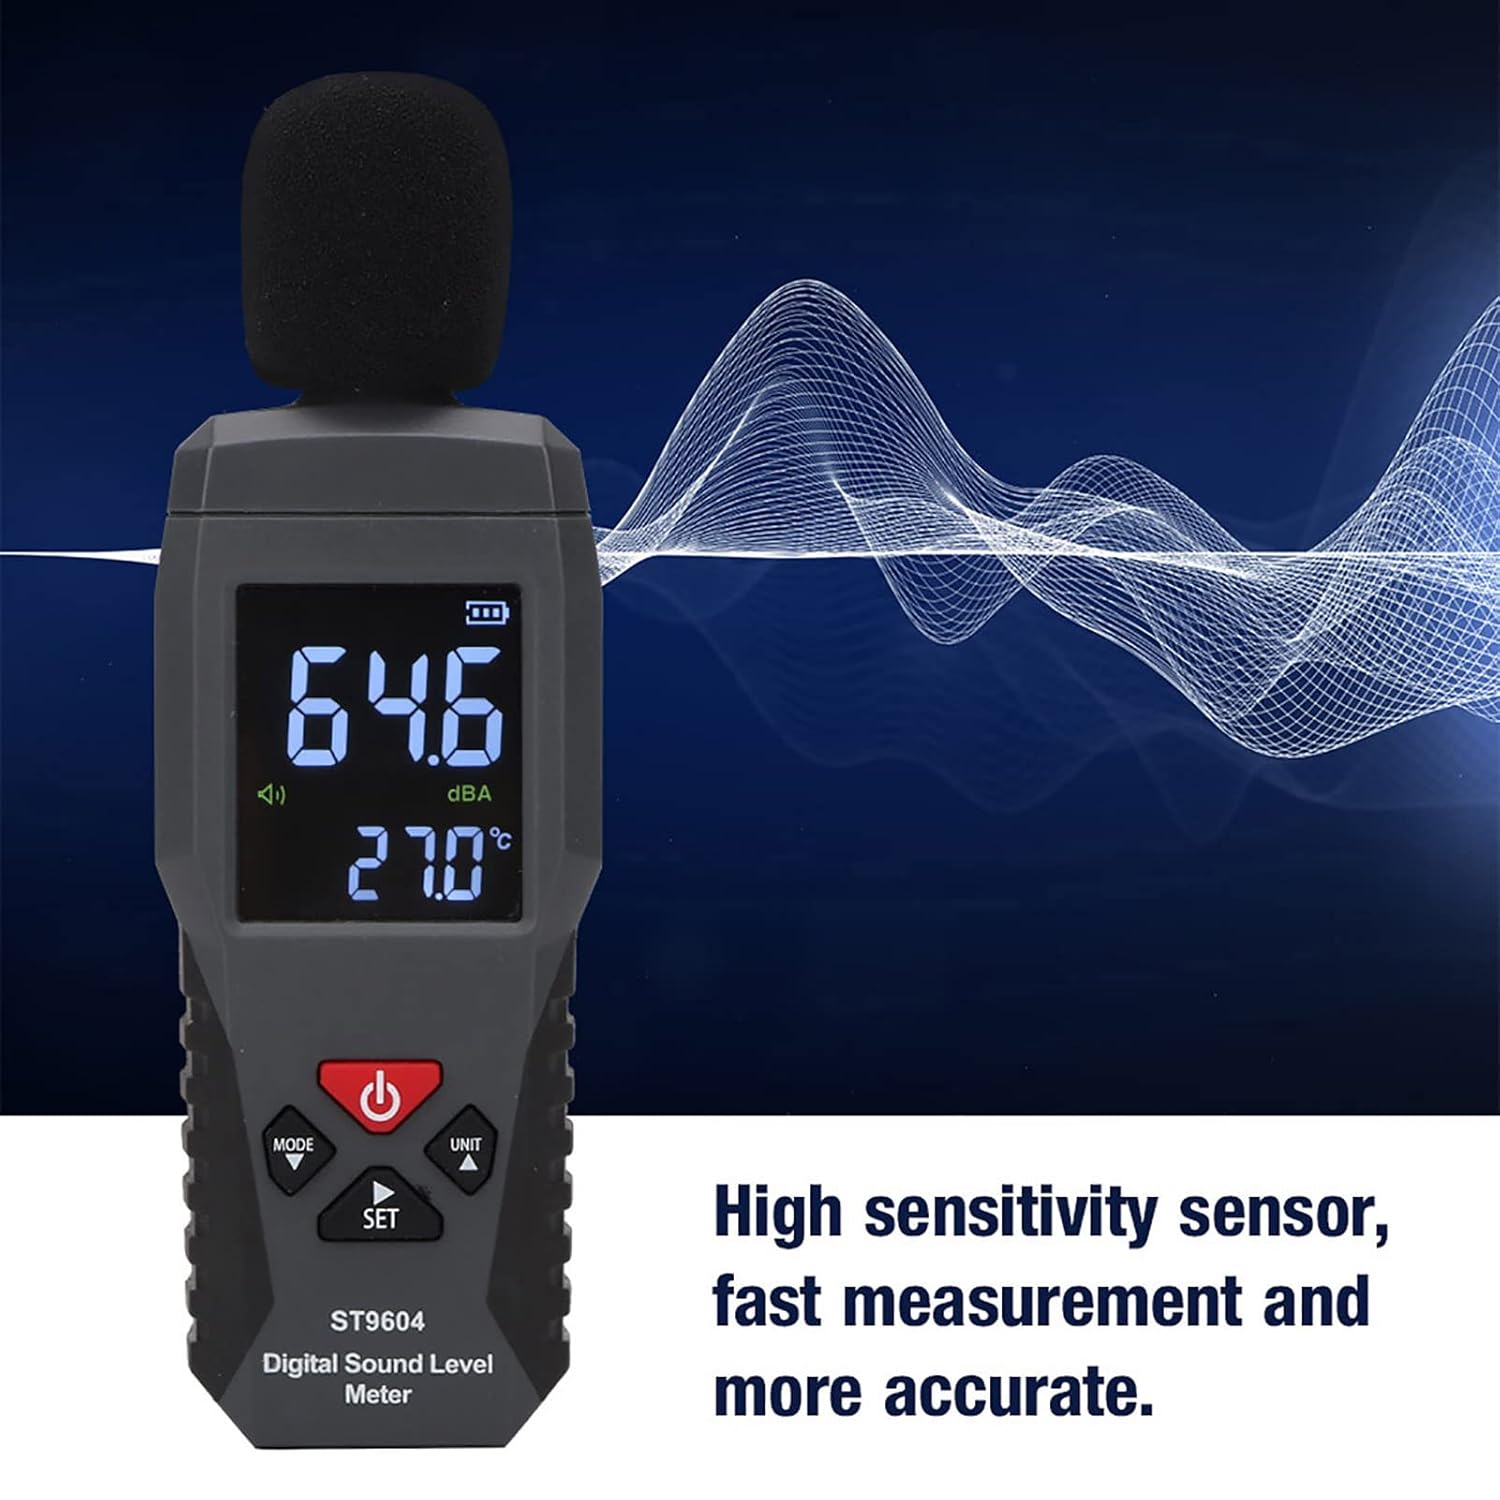 64.6
dBA
27.0°C
MODE
UNIT
SET
ST9604
Digital Sound Level
Meter
High sensitivity sensor,
fast measurement and
more accurate.